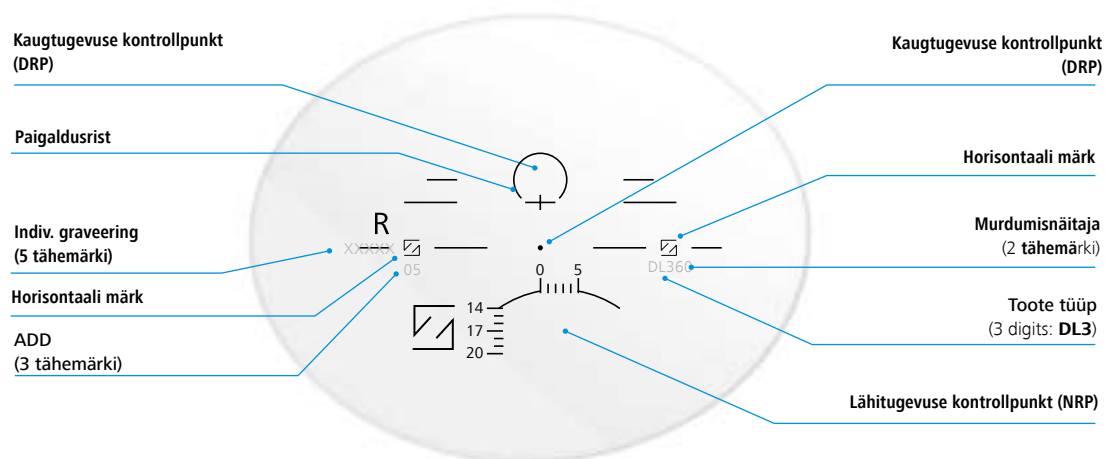 Kaugtugevuse kontrollpunkt
(DRP)
Paigaldusrist
Indiv. graveering
(5 tähemärki)
Horisontaali märk
ADD
(3 tähemärki)
R
XXXXX
05
0 5
14
17
20
DL360
Kaugtugevuse kontrollpunkt
(DRP)
Horisontaali märk
Murdumisnäitaja
(2 tähemärki)
Toote tüüp
(3 digits: DL3)
Lähitugevuse kontrollpunkt (NRP)